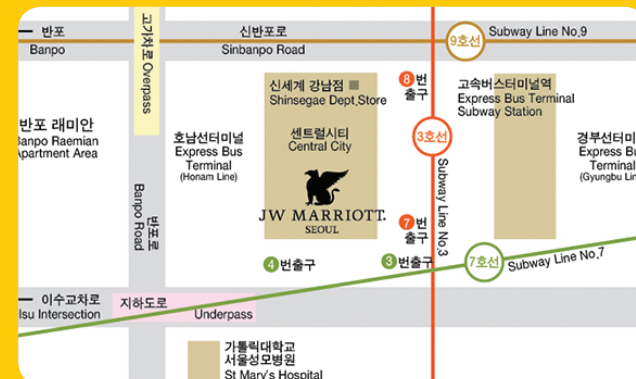 반포
Banpo
고가차로 Overpass
신반포로
Sinbanpo Road
9호선
Subway Line No,9
신세계 강남점
Shinsegae Dept,Store
8번
출구
고속버스터미널역
Express Bus Terminal
Subway Station
반포 래미안
Banpo Raemian
Apartment Area
호남선터미널
Express Bus
Terminal
(Honam Line)
센트럴시티
Central City
3호선
경부선터미
Express Bu
Terminal
(Gyungbu Lin
반포로
Banpo Road
JW MARRIOTT.
SEOUL
7번
출구
Subway Line No,3
4번출구
3번출구
7호선
Subway Line No,7
이수교차로
Isu Intersection
지하도로
Underpass
가톨릭대학교
서울성모병원
St Mary's Hospital